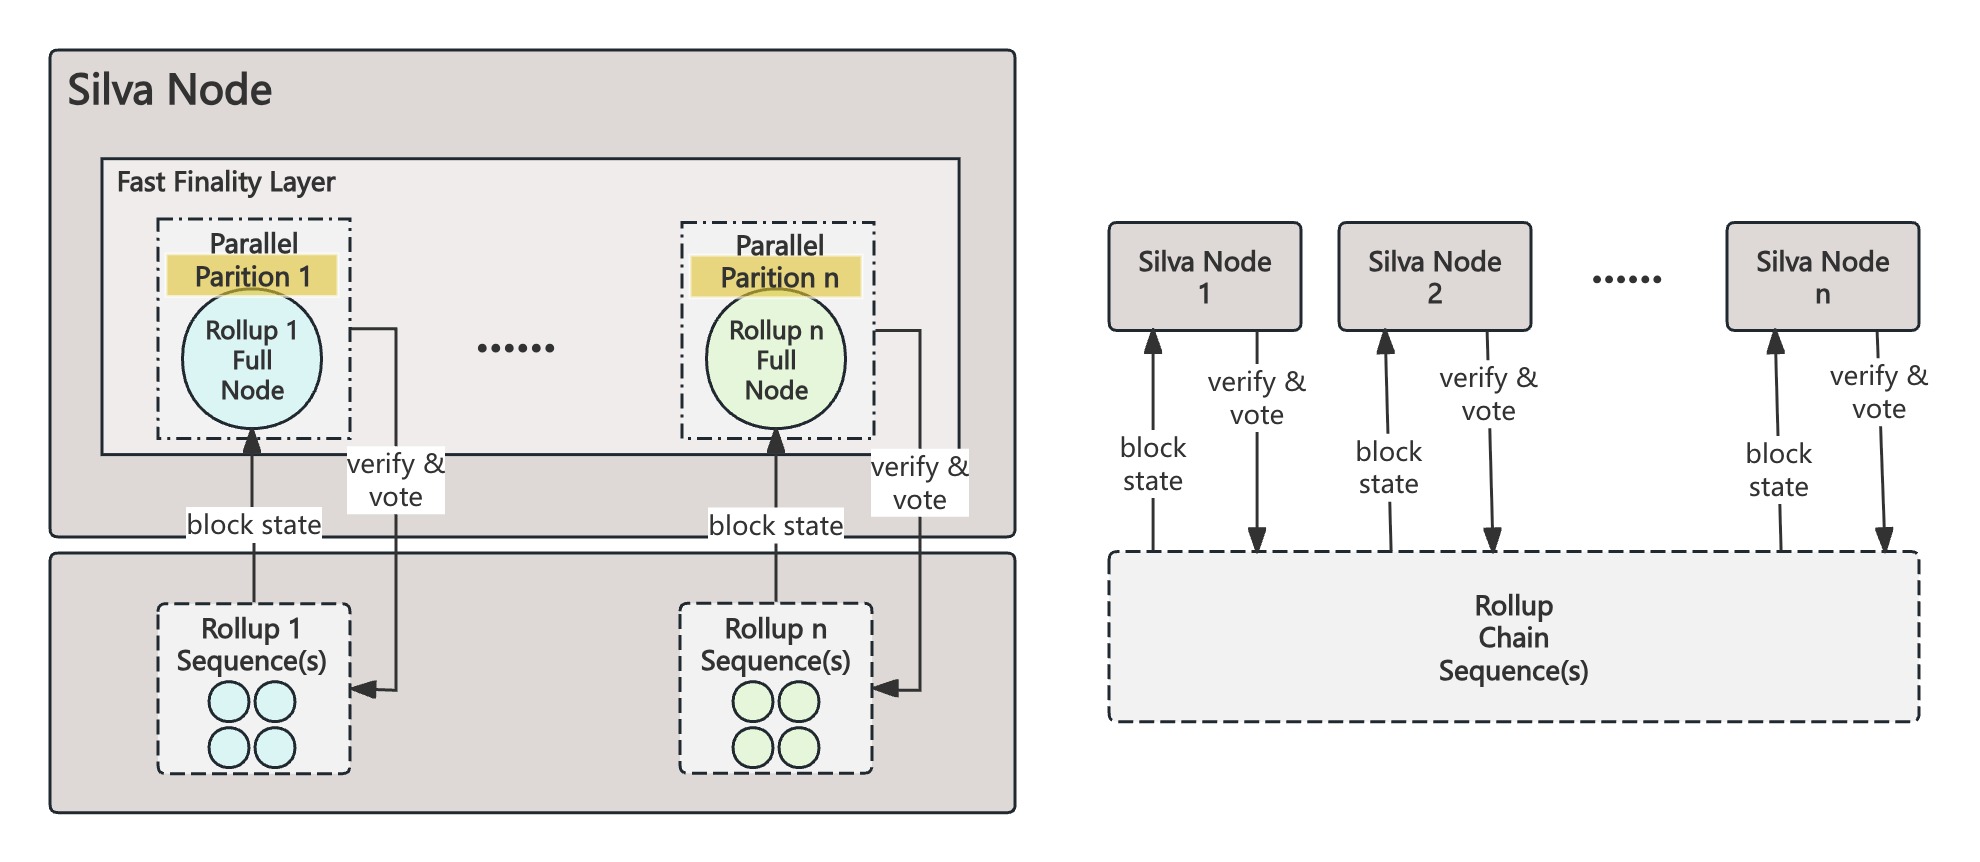 Silva Node
Fast Finality Layer
Parallel
Parition 1
Rollup 1
Full
Node
Parallel
Parition n
Rollup n
Full
Node
verify &
vote
verify &
vote
block state
block state
Rollup 1
Sequence(s)
Rollup n
Sequence(s)
Silva Node
1
Silva Node
2
Silva Node
n
block
state
verify &
vote
block
state
verify &
vote
block
state
verify &
vote
Rollup
Chain
Sequence(s)